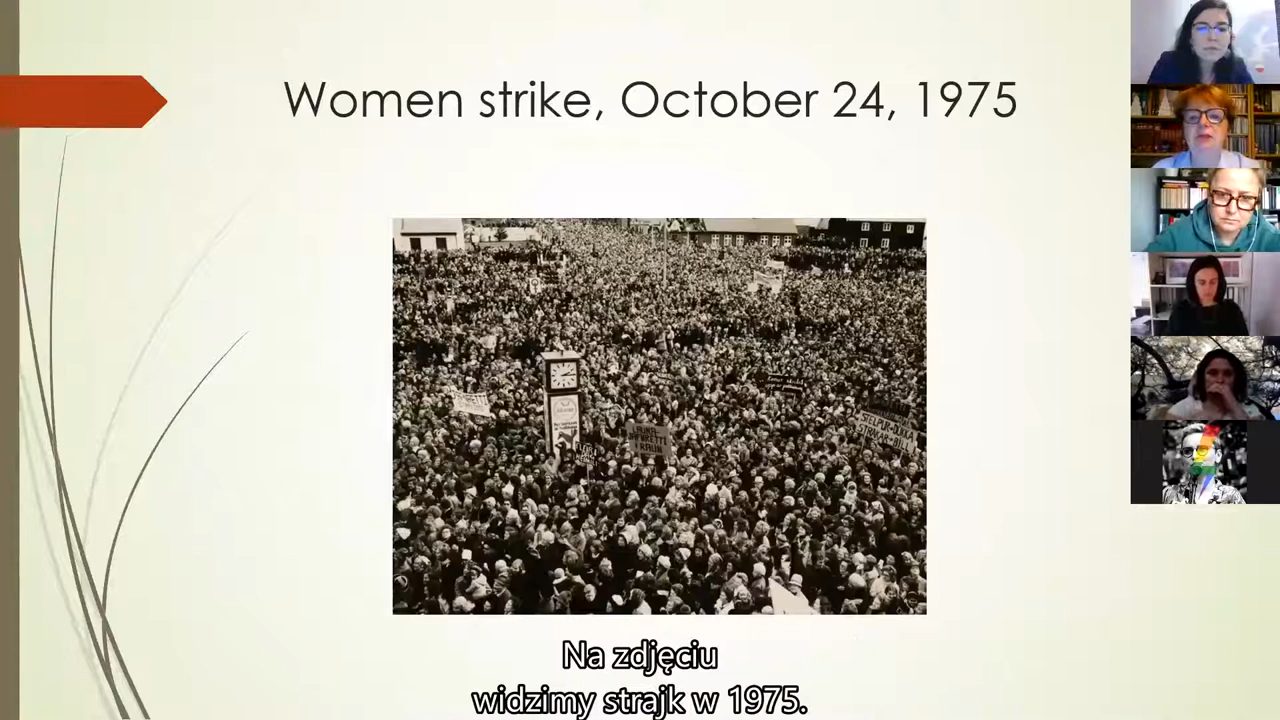 Women strike, October 24, 1975
Na zdjęciu
widzimy strajk w 1975.